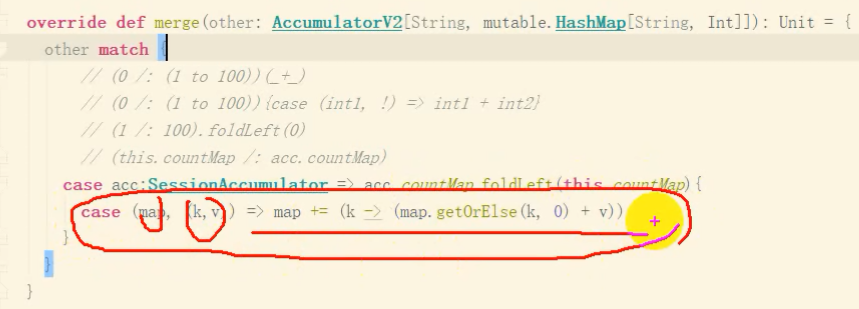 override def merge(other: AccumulatorV2[String, mutable.HashMap[String, Int]]): Unit = {
other match {
// (0 /: (1 to 100))(_+_)
// (0 /: (1 to 100)){case (int1, !) => int1 + int2}
// (1 /: 100).foldLeft(0)
// (this.countMap /: acc.countMap)
case acc:SessionAccumulator => acc.countMap.foldLeft(this.countMap){
case (map, (k,v)) => map += (k -> (map.getOrElse(k, 0) + v))
}
}
}